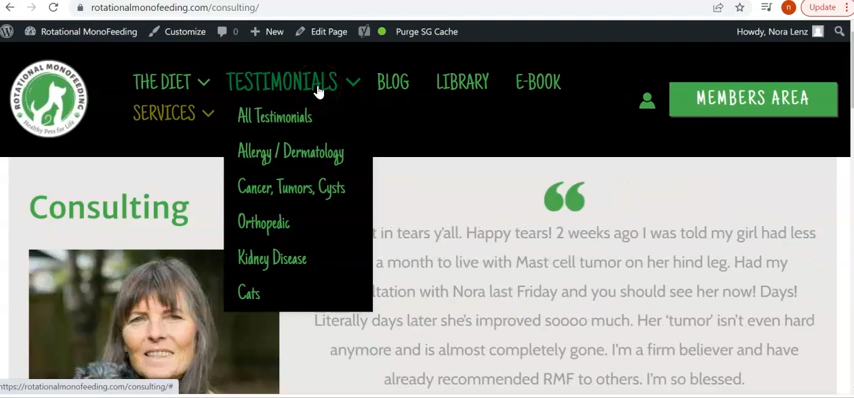 rotationalmonofeeding.com/consulting/
Update
Rotational MonoFeeding Customize 0 New Edit Page Purge SG Cache Howdy, Nora Lenz
ROTATIONAL MONOFEEDING
Healthy Pets for Life
THE DIET TESTIMONIALS BLOG LIBRARY E-BOOK
SERVICES
MEMBERS AREA
All Testimonials
Allergy / Dermatology
Cancer, Tumors, Cysts
Orthopedic
Kidney Disease
Cats
Consulting
t in tears y'all. Happy tears! 2 weeks ago I was told my girl had less
a month to live with Mast cell tumor on her hind leg. Had my
ltation with Nora last Friday and you should see her now! Days!
Literally days later she's improved soooo much. Her 'tumor' isn't even hard
anymore and is almost completely gone. I'm a firm believer and have
already recommended RMF to others. I'm so blessed.
https://rotationalmonofeeding.com/consulting/#